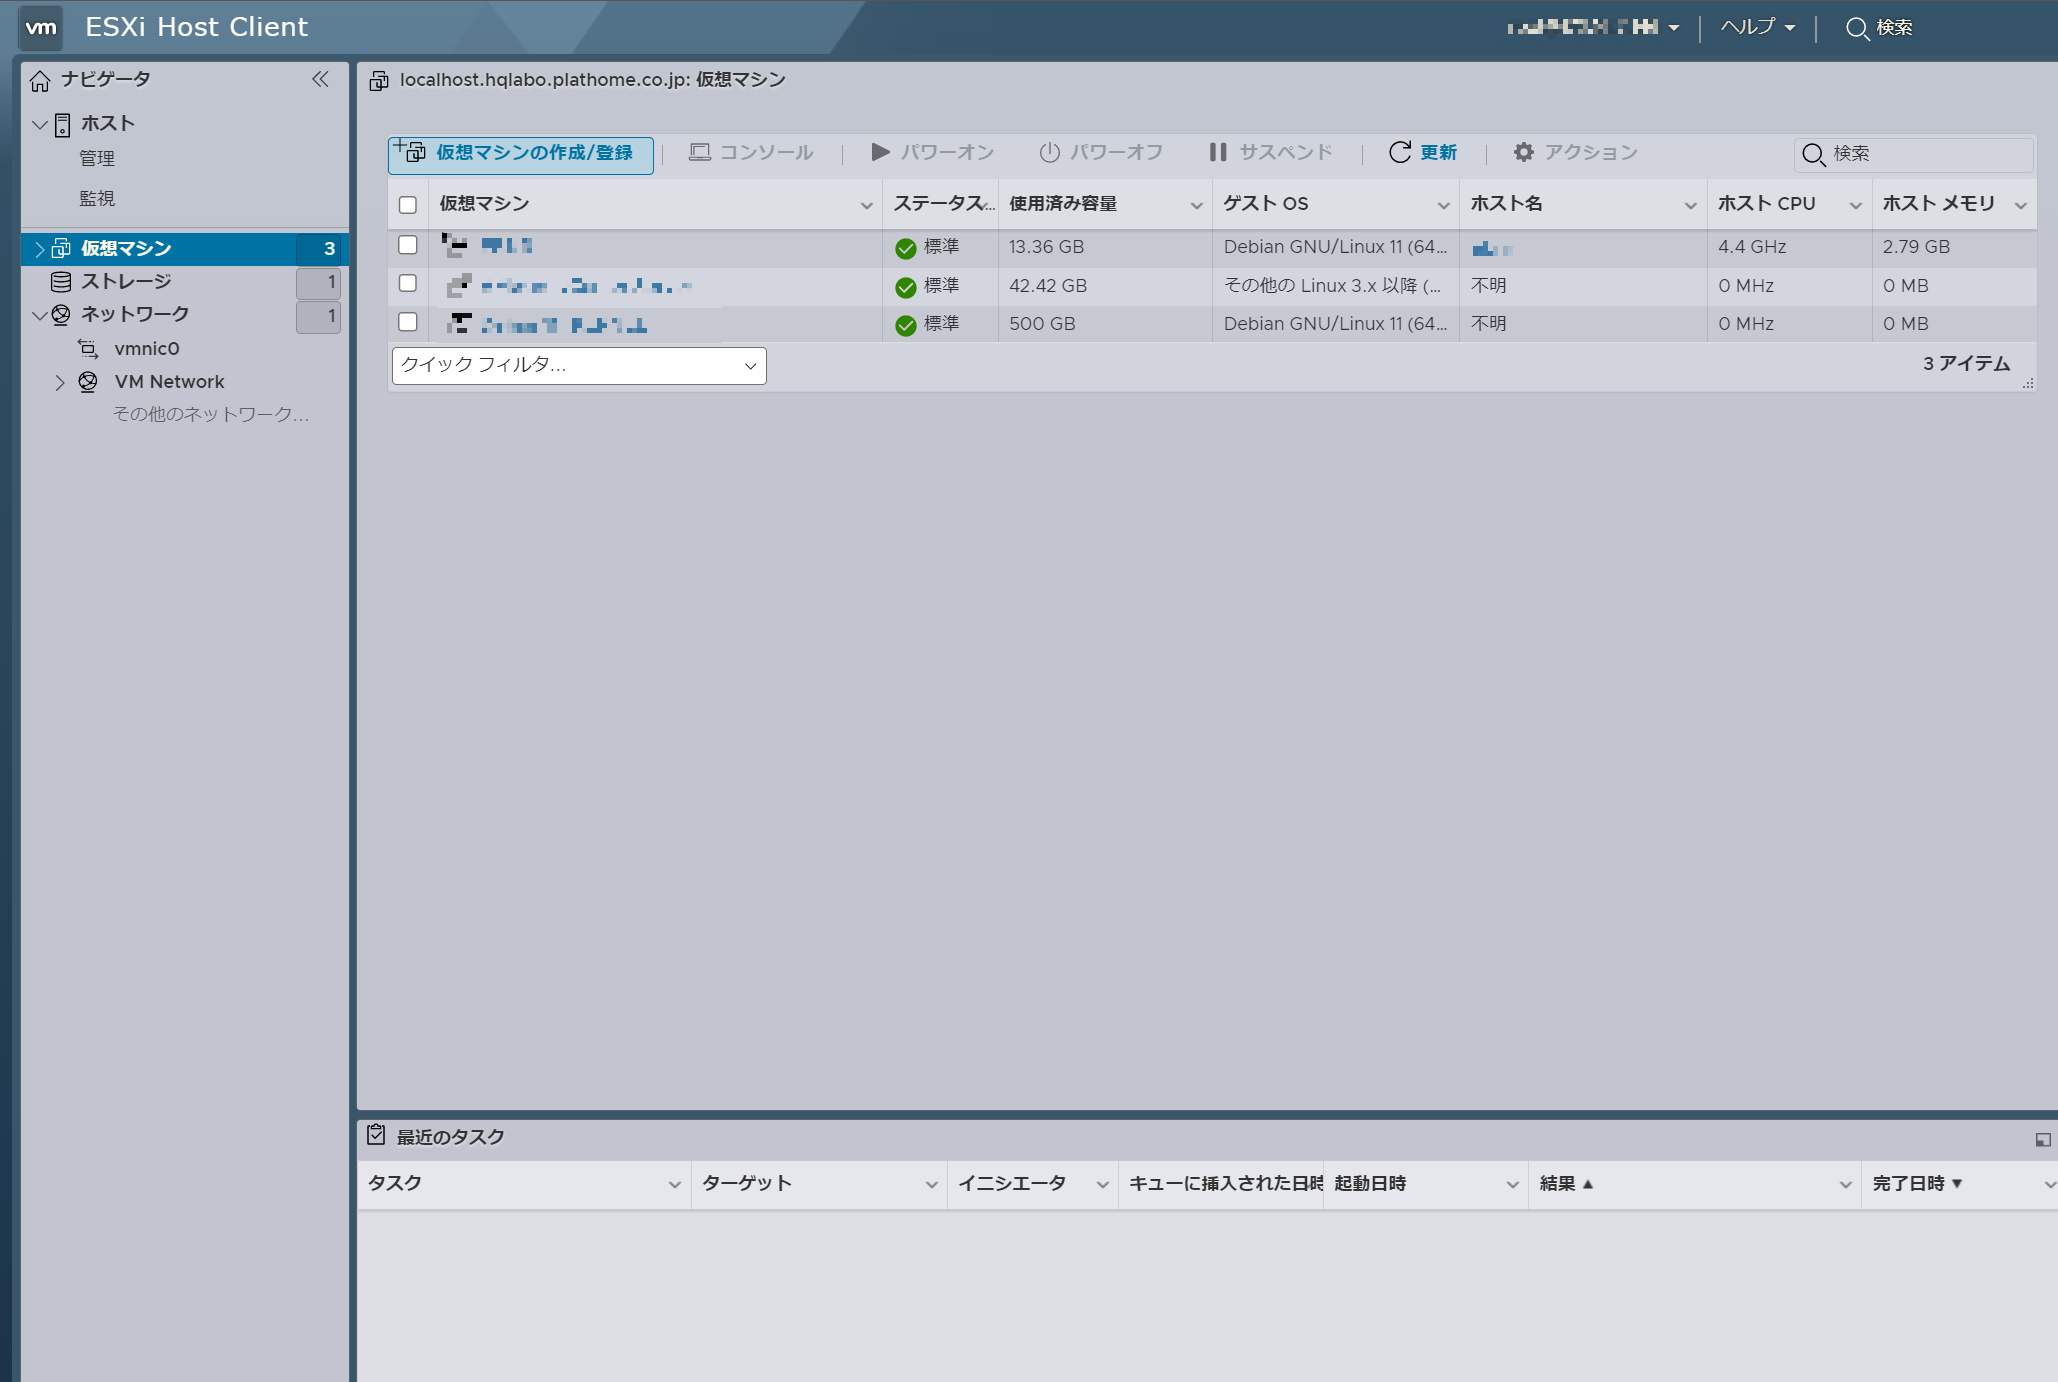 vm ESXi Host Client ヘルプ 検索
ナビゲータ
ホスト
管理
監視
仮想マシン 3
ストレージ 1
ネットワーク 1
vmnic0
VM Network
その他のネットワーク...
localhost.hqlabo.plathome.co.jp: 仮想マシン
仮想マシンの作成/登録 コンソール パワーオン パワーオフ サスペンド 更新 アクション 検索
仮想マシン ステータス... 使用済み容量 ゲスト OS ホスト名 ホスト CPU ホスト メモリ
標準 13.36 GB Debian GNU/Linux 11 (64... 4.4 GHz 2.79 GB
標準 42.42 GB その他の Linux 3.x 以降 (... 不明 0 MHz 0 MB
標準 500 GB Debian GNU/Linux 11 (64... 不明 0 MHz 0 MB
クイック フィルタ... 3 アイテム
最近のタスク
タスク ターゲット イニシエータ キューに挿入された日時 起動日時 結果 ▲ 完了日時 ▼